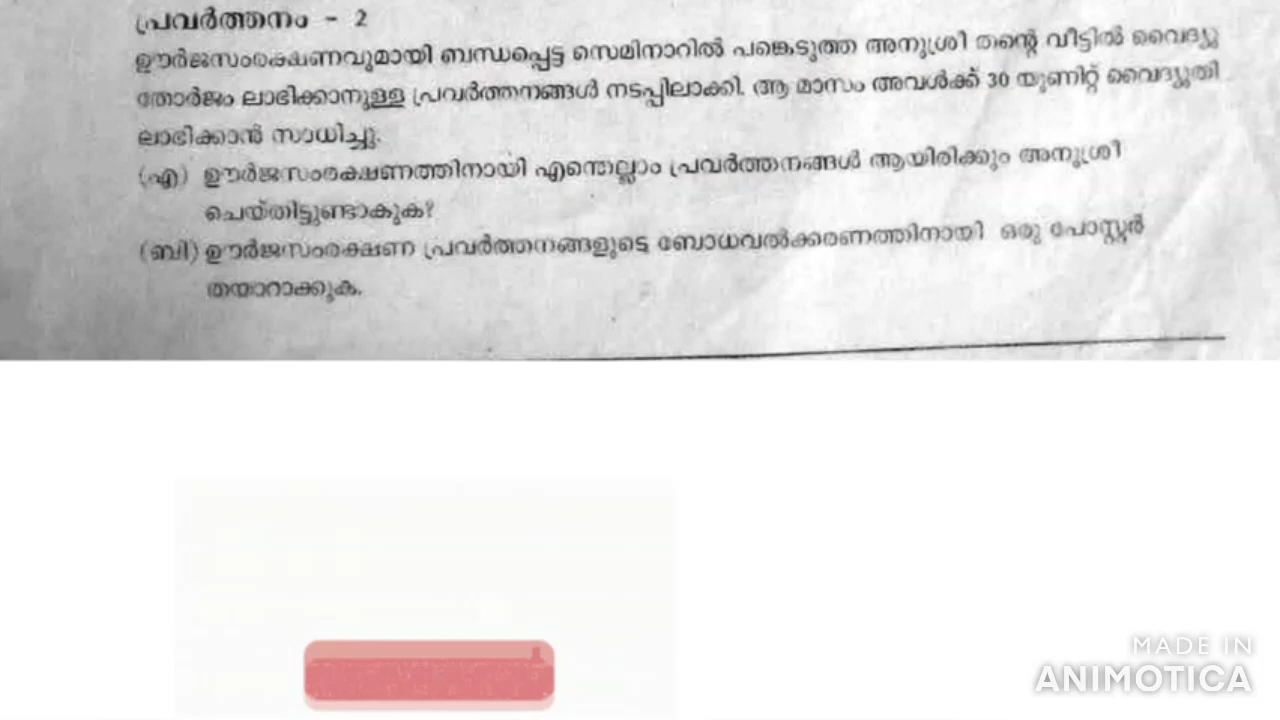 പ്രവർത്തനം - 2
ഊർജസംരക്ഷണവുമായി ബന്ധപ്പെട്ട സെമിനാറിൽ പങ്കെടുത്ത അനുശ്രീ തന്റെ വീട്ടിൽ വൈദ്യു
തോർജം ലാഭിക്കാനുള്ള പ്രവർത്തനങ്ങൾ നടപ്പിലാക്കി. ആ മാസം അവൾക്ക് 30 യൂണിറ്റ് വൈദ്യുതി
ലാഭിക്കാൻ സാധിച്ചു.
(എ) ഊർജസംരക്ഷണത്തിനായി എന്തെല്ലാം പ്രവർത്തനങ്ങൾ ആയിരിക്കും അനുശ്രീ
ചെയ്തിട്ടുണ്ടാകുക?
(ബി) ഊർജസംരക്ഷണ പ്രവർത്തനങ്ങളുടെ ബോധവൽക്കരണത്തിനായി ഒരു പോസ്റ്റർ
തയാറാക്കുക.
MADE IN
ANIMOTICA